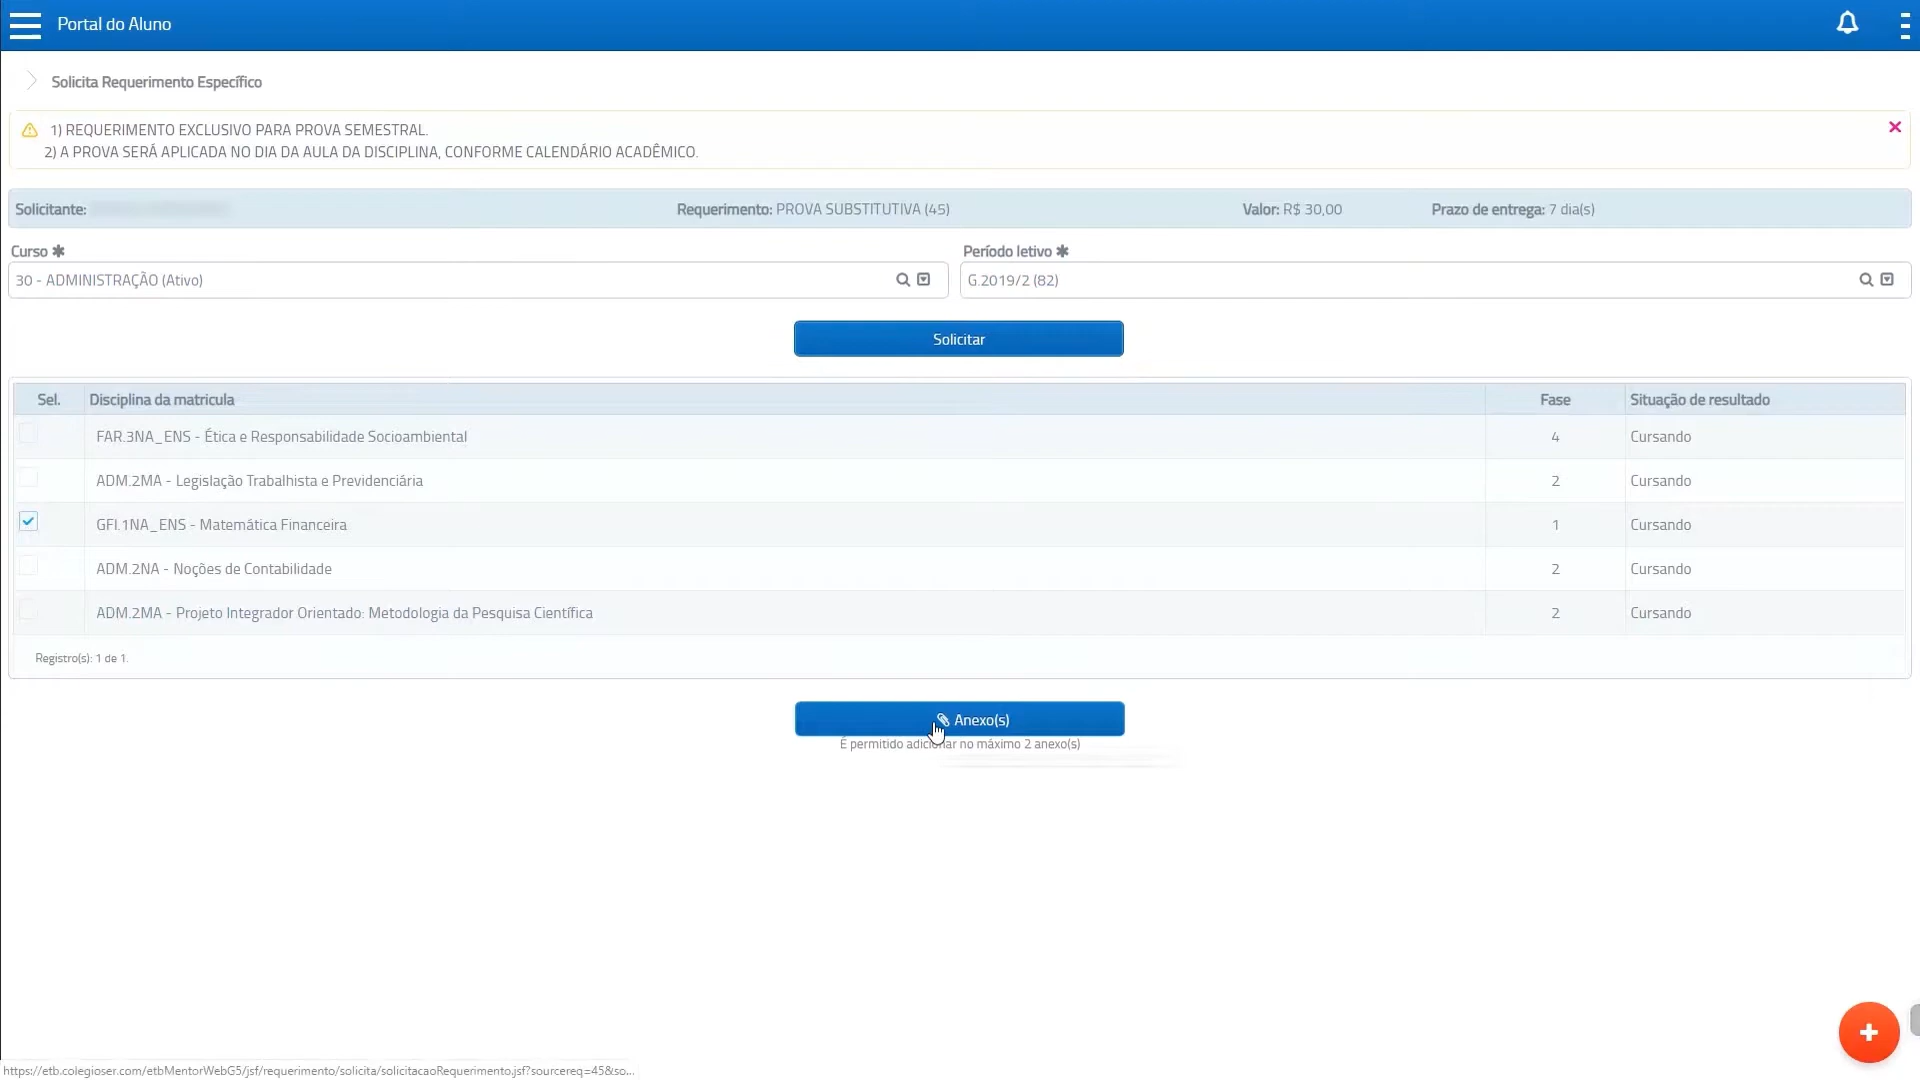 Portal do Aluno
Solicita Requerimento Específico
1) REQUERIMENTO EXCLUSIVO PARA PROVA SEMESTRAL.
2) A PROVA SERÁ APLICADA NO DIA DA AULA DA DISCIPLINA, CONFORME CALENDÁRIO ACADÊMICO.
Solicitante: Requerimento: PROVA SUBSTITUTIVA (45) Valor: R$ 30,00 Prazo de entrega: 7 dia(s)
Curso ✱ Período letivo ✱
30 - ADMINISTRAÇÃO (Ativo) G.2019/2 (82)
Solicitar
Sel. Disciplina da matricula Fase Situação de resultado
FAR.3NA_ENS - Ética e Responsabilidade Socioambiental 4 Cursando
ADM.2MA - Legislação Trabalhista e Previdenciária 2 Cursando
GFI.1NA_ENS - Matemática Financeira 1 Cursando
ADM.2NA - Noções de Contabilidade 2 Cursando
ADM.2MA - Projeto Integrador Orientado: Metodologia da Pesquisa Científica 2 Cursando
Registro(s): 1 de 1.
Anexo(s)
É permitido adicionar no máximo 2 anexo(s)
https://etb.colegioser.com/etbMentorWebG5/jsf/requerimento/solicita/solicitacaoRequerimento.jsf?sourcereq=45&so...